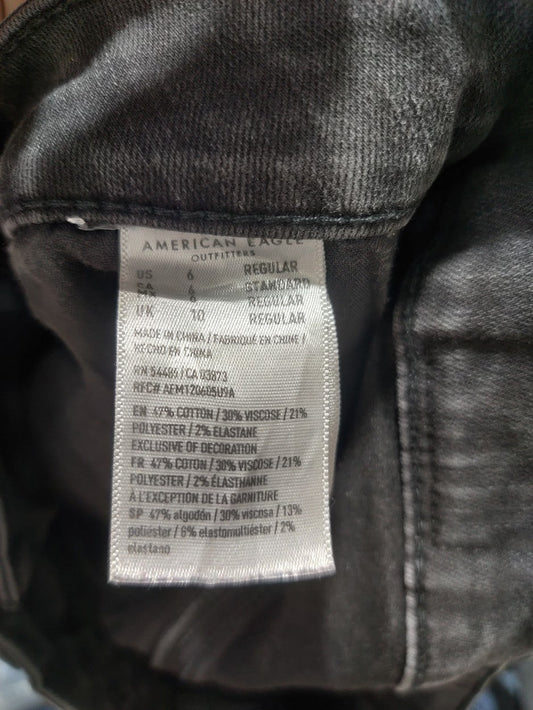 AMERICAN EAGLE
OUTFITTERS
US 6 REGULAR
CA 6 STANDARD
MX 6 REGULAR
UK 10 REGULAR
MADE IN CHINA / FABRIQUÉ EN CHINE /
HECHO EN CHINA
RN 54485 / CA 03873
RFC# AEM120605U9A
EN 47% COTTON / 30% VISCOSE / 21%
POLYESTER / 2% ELASTANE
EXCLUSIVE OF DECORATION
FR 47% COTON / 30% VISCOSE / 21%
POLYESTER / 2% ÉLASTHANNE
À L'EXCEPTION DE LA GARNITURE
SP 47% algodón / 30% viscosa / 13%
poliéster / 8% elastomultiéster / 2%
elastano